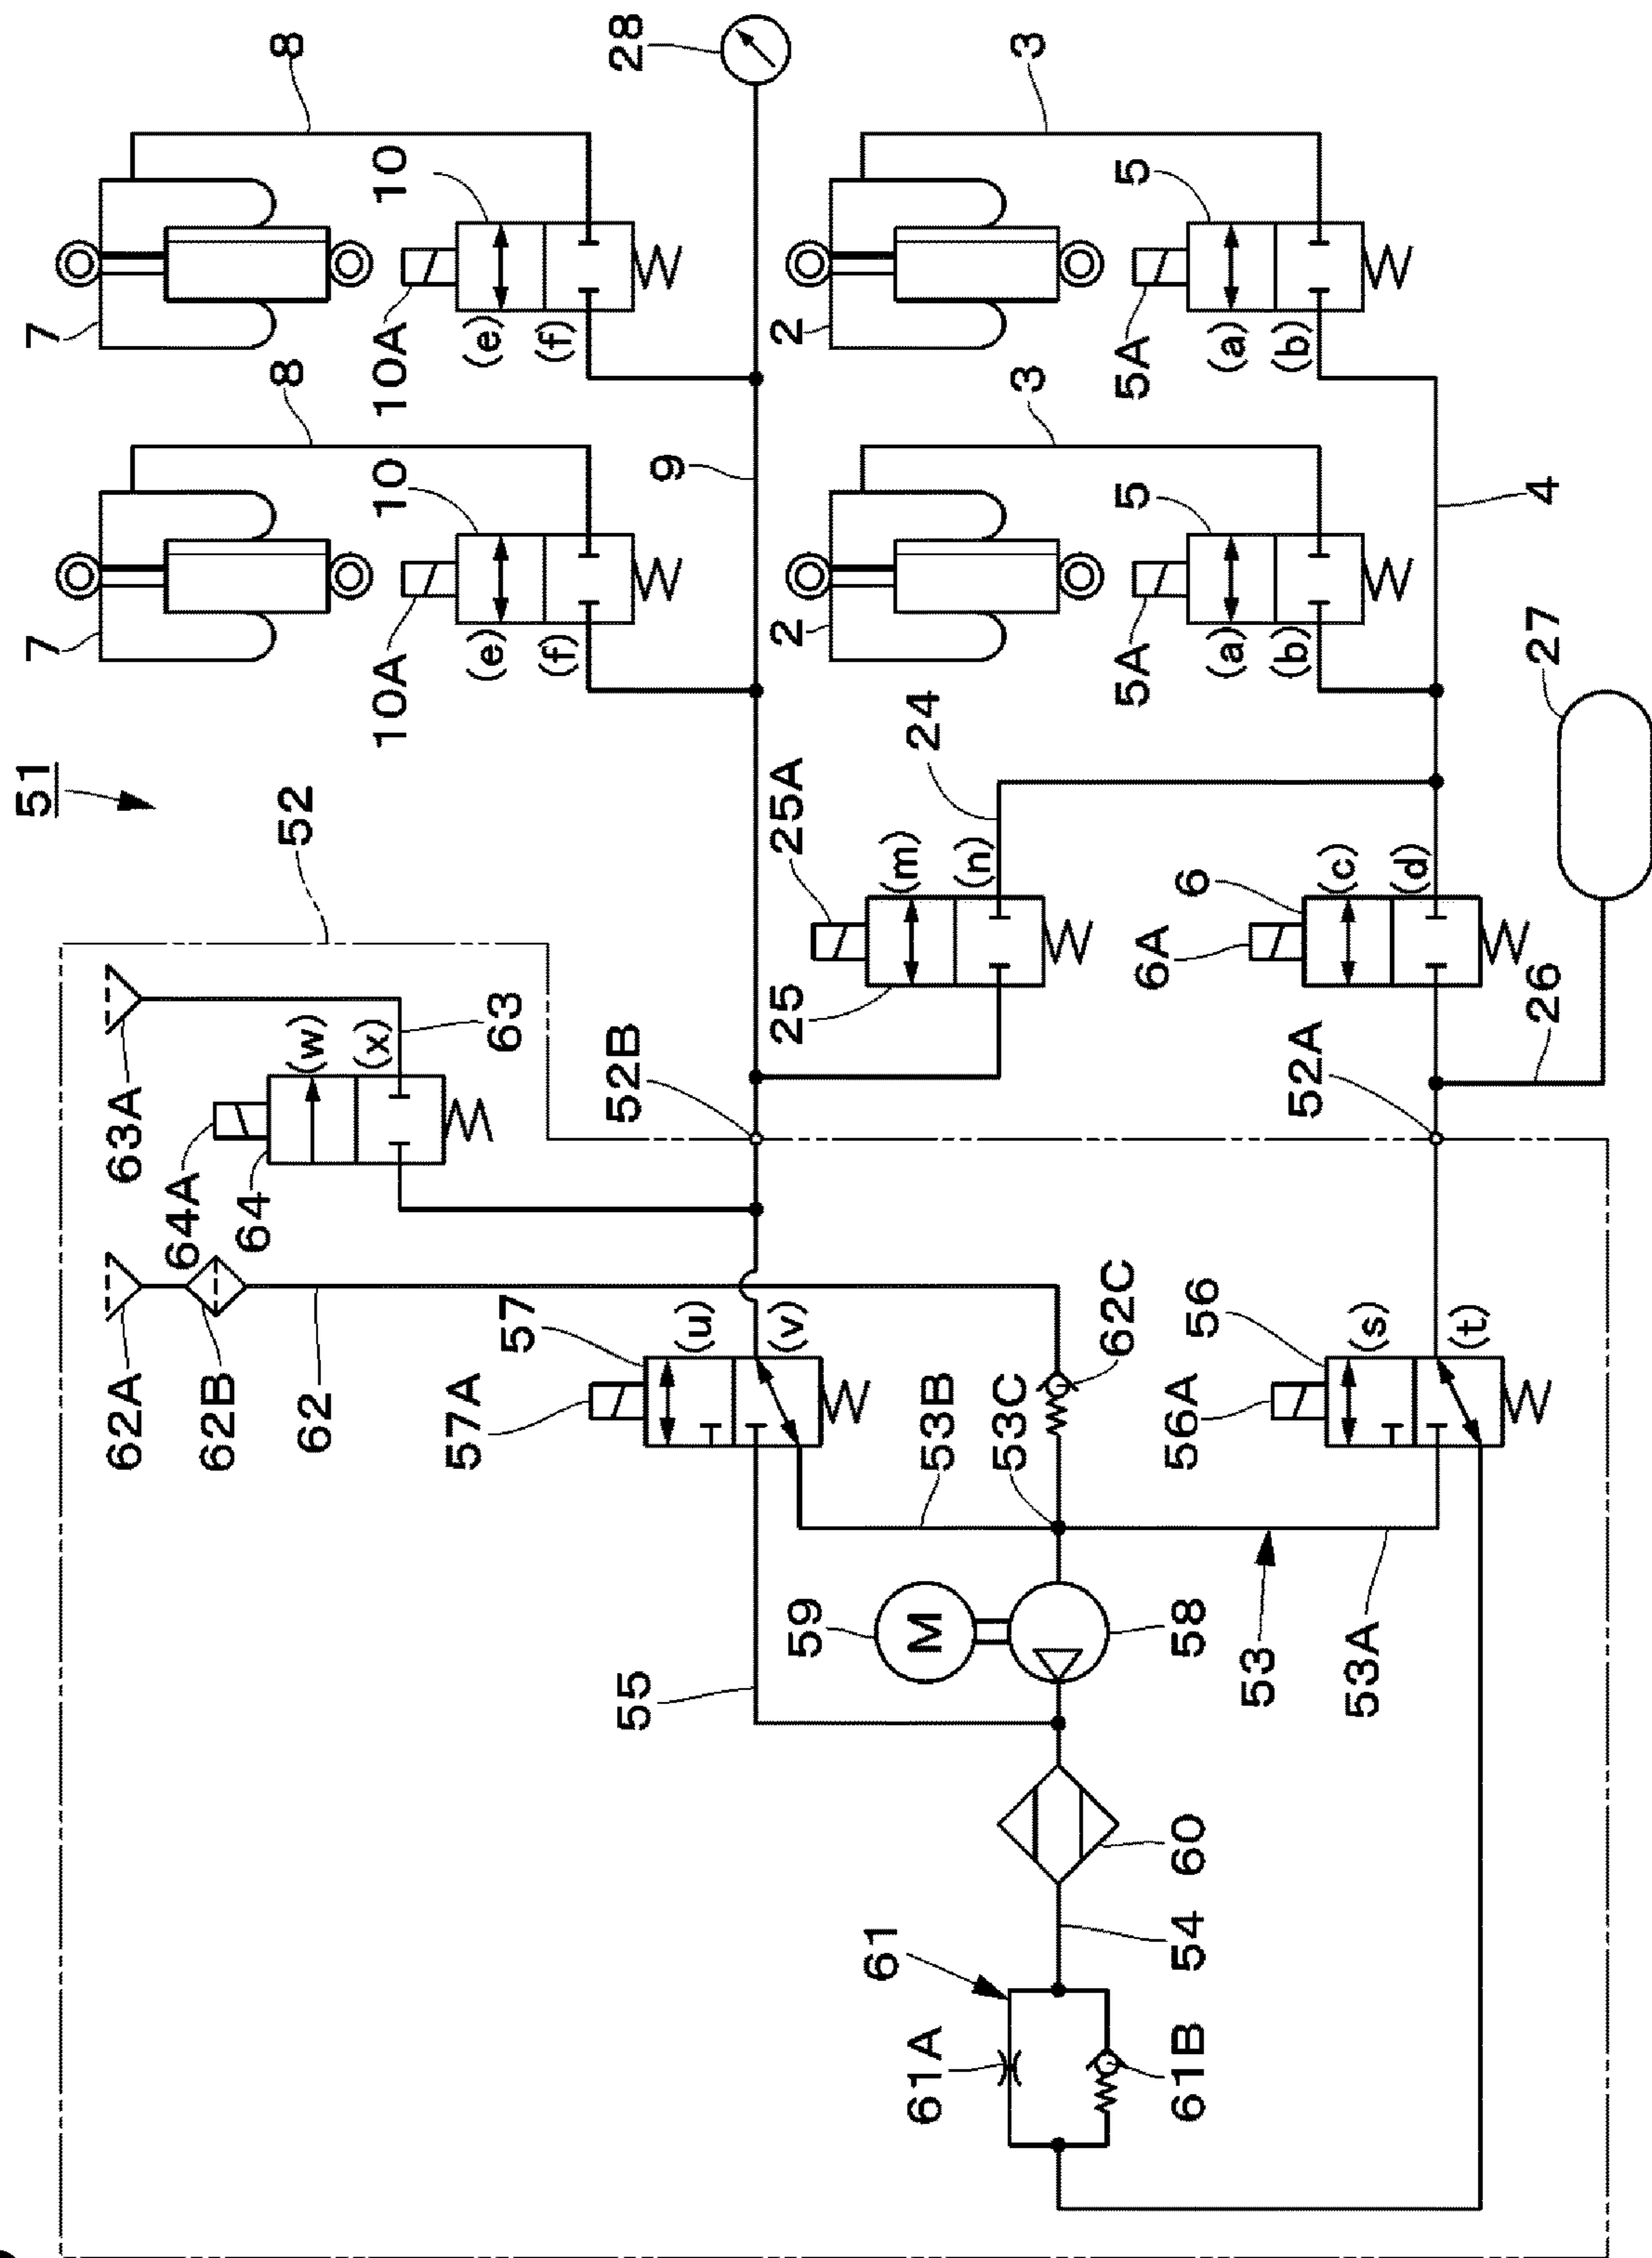 51
52
7
8
7
8
10
10A
(e)
(f)
10
10A
(e)
(f)
9
28
2
3
2
3
5
5A
(a)
(b)
5
5A
(a)
(b)
4
24
25
25A
(m)
(n)
6
6A
(c)
(d)
26
27
52A
52B
63
63A
64
64A
(w)
(x)
62
62A
62B
62C
57
57A
(u)
(v)
56
56A
(s)
(t)
53
53A
53B
53C
55
59
M
58
60
54
61
61A
61B